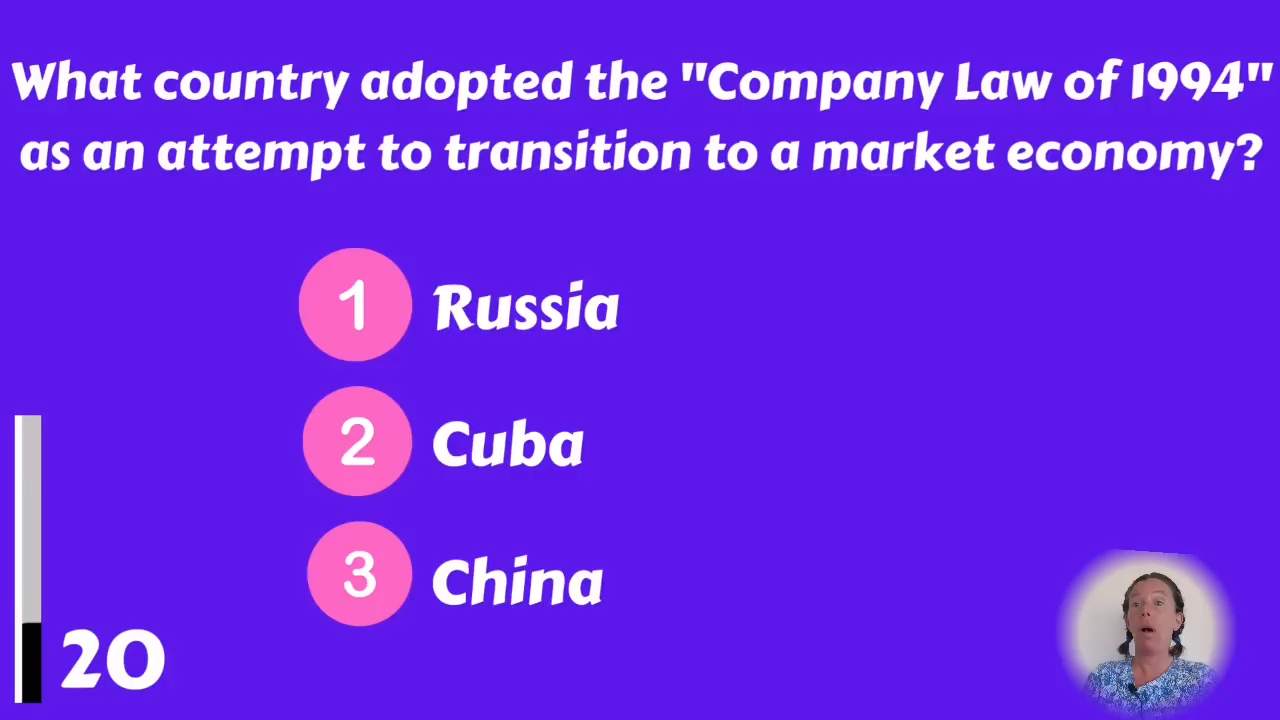 What country adopted the "Company Law of 1994"
as an attempt to transition to a market economy?
1 Russia
2 Cuba
3 China
20